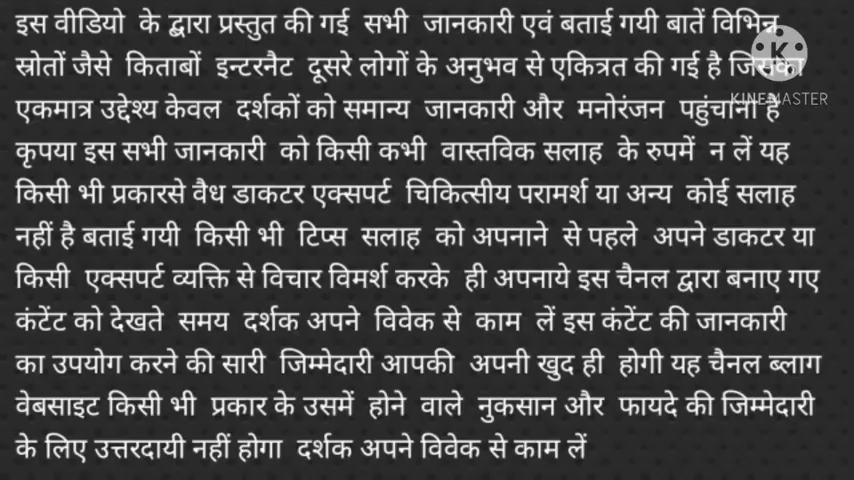 इस वीडियो के द्बारा प्रस्तुत की गई सभी जानकारी एवं बताई गयी बातें विभिन्न
स्रोतों जैसे किताबों इन्टरनैट दूसरे लोगों के अनुभव से एकित्रत की गई है जिसका
KINEMASTER
एकमात्र उद्देश्य केवल दर्शकों को समान्य जानकारी और मनोरंजन पहुंचाना है
कृपया इस सभी जानकारी को किसी कभी वास्तविक सलाह के रुपमें न लें यह
किसी भी प्रकारसे वैध डाकटर एक्सपर्ट चिकित्सीय परामर्श या अन्य कोई सलाह
नहीं है बताई गयी किसी भी टिप्स सलाह को अपनाने से पहले अपने डाकटर या
किसी एक्सपर्ट व्यक्ति से विचार विमर्श करके ही अपनाये इस चैनल द्वारा बनाए गए
कंटेंट को देखते समय दर्शक अपने विवेक से काम लें इस कंटेंट की जानकारी
का उपयोग करने की सारी जिम्मेदारी आपकी अपनी खुद ही होगी यह चैनल ब्लाग
वेबसाइट किसी भी प्रकार के उसमें होने वाले नुकसान और फायदे की जिम्मेदारी
के लिए उत्तरदायी नहीं होगा दर्शक अपने विवेक से काम लें